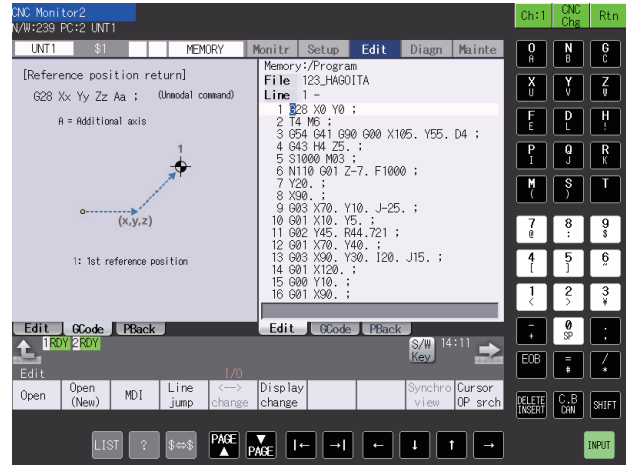 CNC Monitor2
N/W:239 PC:2 UNT1
Ch:1 CNC Chg Rtn
UNT1 $1 MEMORY Monitr Setup Edit Diagn Mainte
[Reference position return]
G28 Xx Yy Zz Aa ; (Unmodal command)
A = Additional axis
1
(x,y,z)
1: 1st reference position
Memory:/Program
File 123_HAGOITA
Line 1 -
1 G28 X0 Y0 ;
2 T4 M6 ;
3 G54 G41 G90 G00 X105. Y55. D4 ;
4 G43 H4 Z5. ;
5 S1000 M03 ;
6 N110 G01 Z-7. F1000 ;
7 Y20. ;
8 X90. ;
9 G03 X70. Y10. J-25. ;
10 G01 X10. Y5. ;
11 G02 Y45. R44.721 ;
12 G01 X70. Y40. ;
13 G03 X90. Y30. I20. J15. ;
14 G01 X120. ;
15 G00 Y10. ;
16 G01 X90. ;
Edit GCode PBack
Edit GCode PBack
1RDY 2RDY
S/W Key 14:11
Edit 1/0
Open
Open (New)
MDI
Line jump
<--> change
Display change
Synchro view
Cursor OP srch
LIST ? $⇔$ PAGE ▲ ▼ PAGE |← →| ← ↓ ↑ → INPUT
O A N B G C
X U Y V Z W
F E D L H !
P I Q J R K
M ( S ) T
7 @ 8 : 9 $
4 [ 5 ] 6 "
1 < 2 > 3 ¥
- + 0 SP . ;
EOB = # / *
DELETE INSERT C.B CAN SHIFT